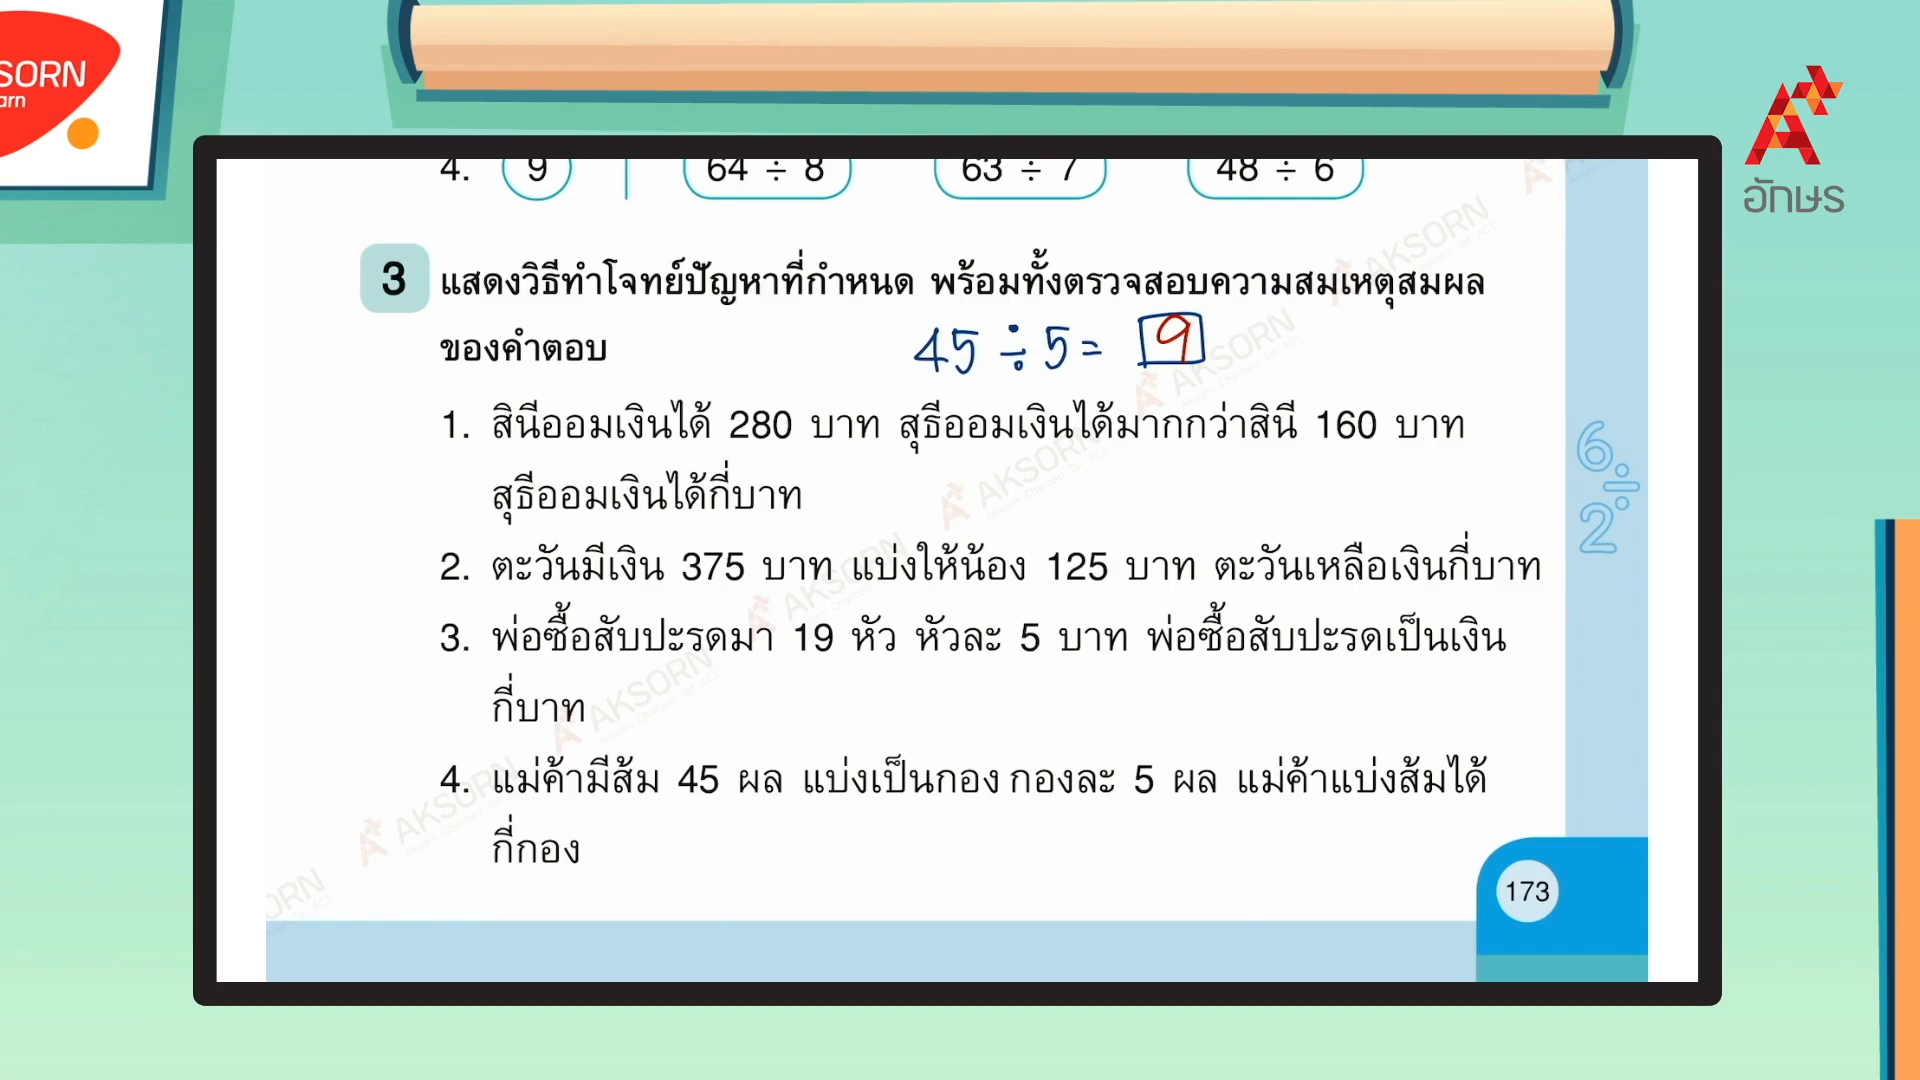 SORN
arn
อักษร
4. 9 64 ÷ 8 63 ÷ 7 48 ÷ 6
3 แสดงวิธีทำโจทย์ปัญหาที่กำหนด พร้อมทั้งตรวจสอบความสมเหตุสมผล
ของคำตอบ 45 ÷ 5 = 9
1. สินีออมเงินได้ 280 บาท สุธีออมเงินได้มากกว่าสินี 160 บาท
สุธีออมเงินได้กี่บาท
2. ตะวันมีเงิน 375 บาท แบ่งให้น้อง 125 บาท ตะวันเหลือเงินกี่บาท
3. พ่อซื้อสับปะรดมา 19 หัว หัวละ 5 บาท พ่อซื้อสับปะรดเป็นเงิน
กี่บาท
4. แม่ค้ามีส้ม 45 ผล แบ่งเป็นกอง กองละ 5 ผล แม่ค้าแบ่งส้มได้
กี่กอง
6 ÷ 2
173
AKSORN
AKSORN
AKSORN
AKSORN
AKSORN
AKSORN
ORN